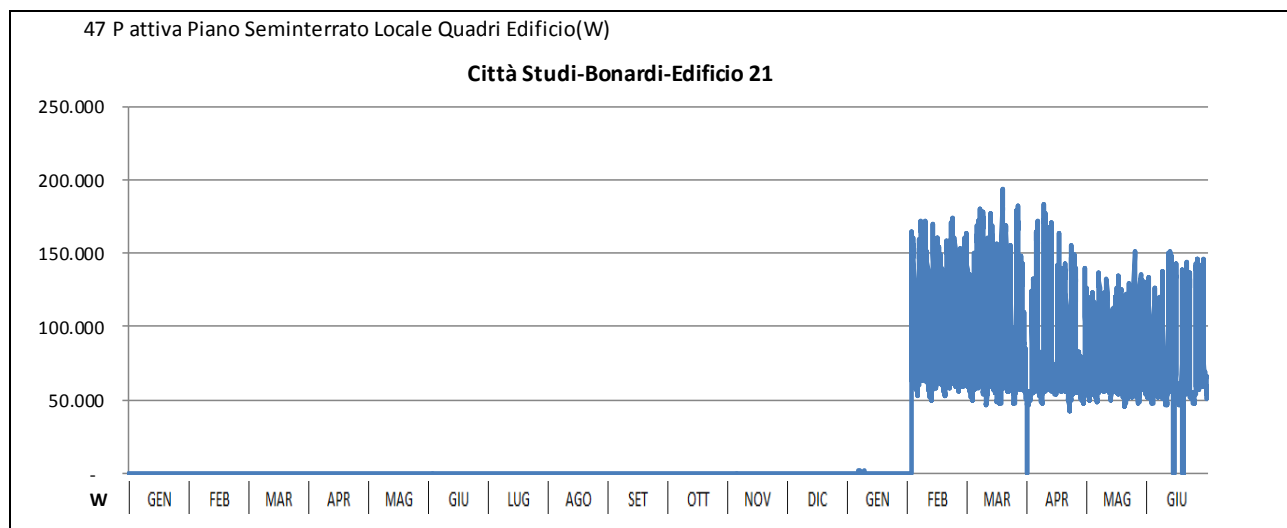 47 P attiva Piano Seminterrato Locale Quadri Edificio(W)
Città Studi-Bonardi-Edificio 21
250.000
200.000
150.000
100.000
50.000
-
W GEN FEB MAR APR MAG GIU LUG AGO SET OTT NOV DIC GEN FEB MAR APR MAG GIU